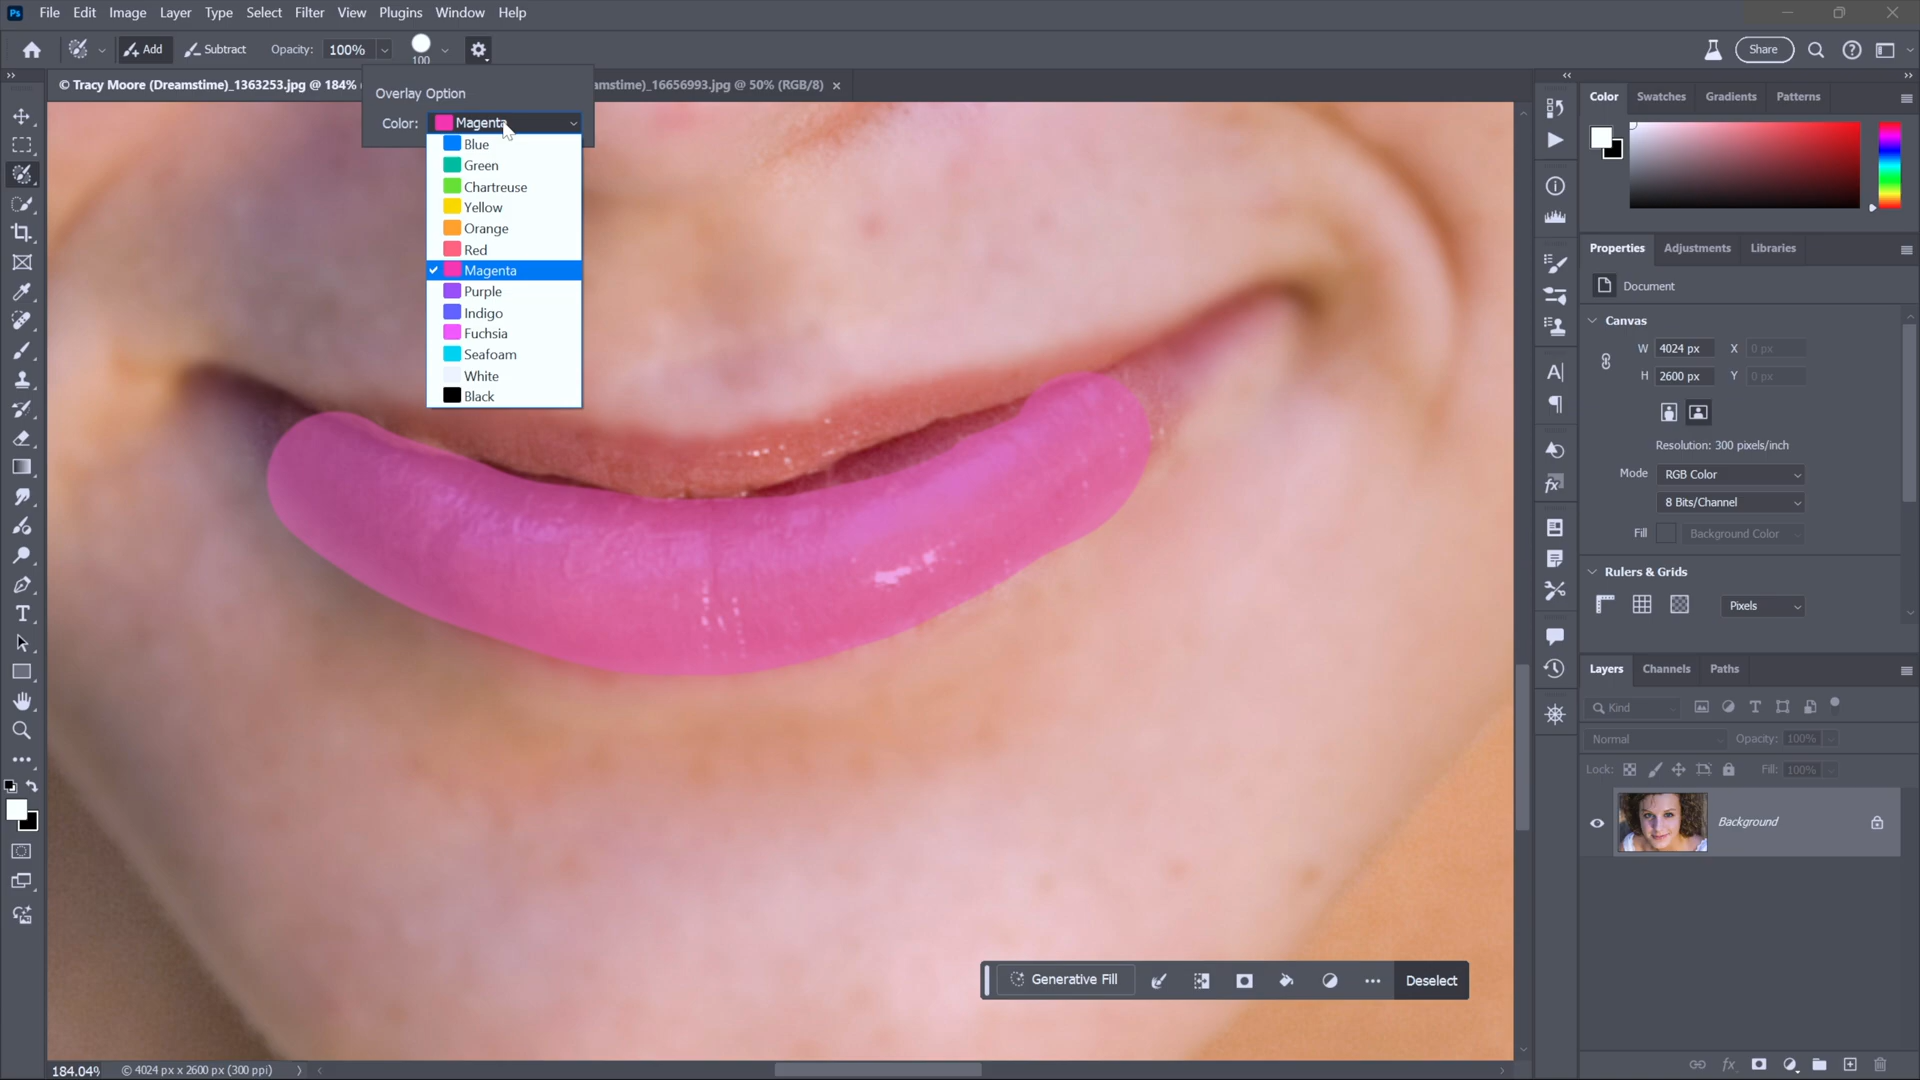 Ps File Edit Image Layer Type Select Filter View Plugins Window Help
Add Subtract Opacity: 100% 100 Share
© Tracy Moore (Dreamstime)_1363253.jpg @ 184% amstime)_16656993.jpg @ 50% (RGB/8)
Overlay Option
Color: Magenta
Blue
Green
Chartreuse
Yellow
Orange
Red
Magenta
Purple
Indigo
Fuchsia
Seafoam
White
Black
Generative Fill Deselect
184.04% © 4024 px x 2600 px (300 ppi)
Color Swatches Gradients Patterns
Properties Adjustments Libraries
Document
Canvas
W 4024 px X 0 px
H 2600 px Y 0 px
Resolution: 300 pixels/inch
Mode RGB Color
8 Bits/Channel
Fill Background Color
Rulers & Grids
Pixels
Layers Channels Paths
Kind
Normal Opacity: 100%
Lock: Fill: 100%
Background